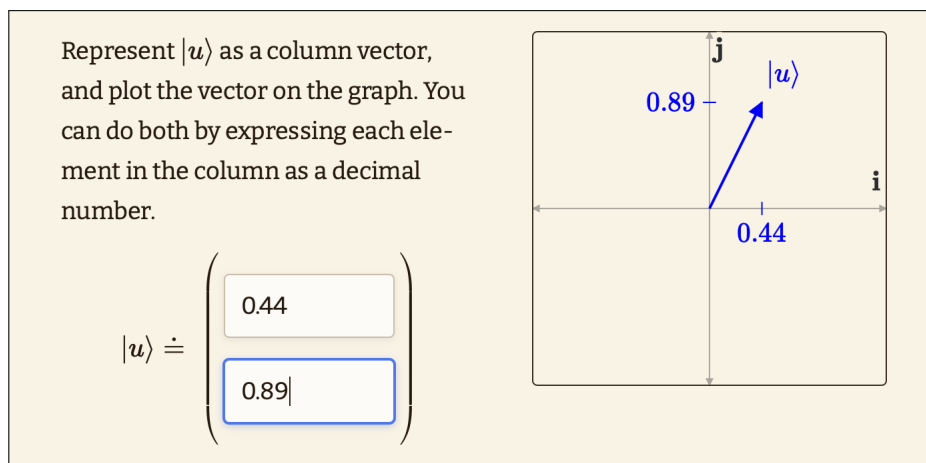 Represent |u⟩ as a column vector,
and plot the vector on the graph. You
can do both by expressing each ele-
ment in the column as a decimal
number.
|u⟩ ≐
0.44
0.89
j
|u⟩
0.89
i
0.44